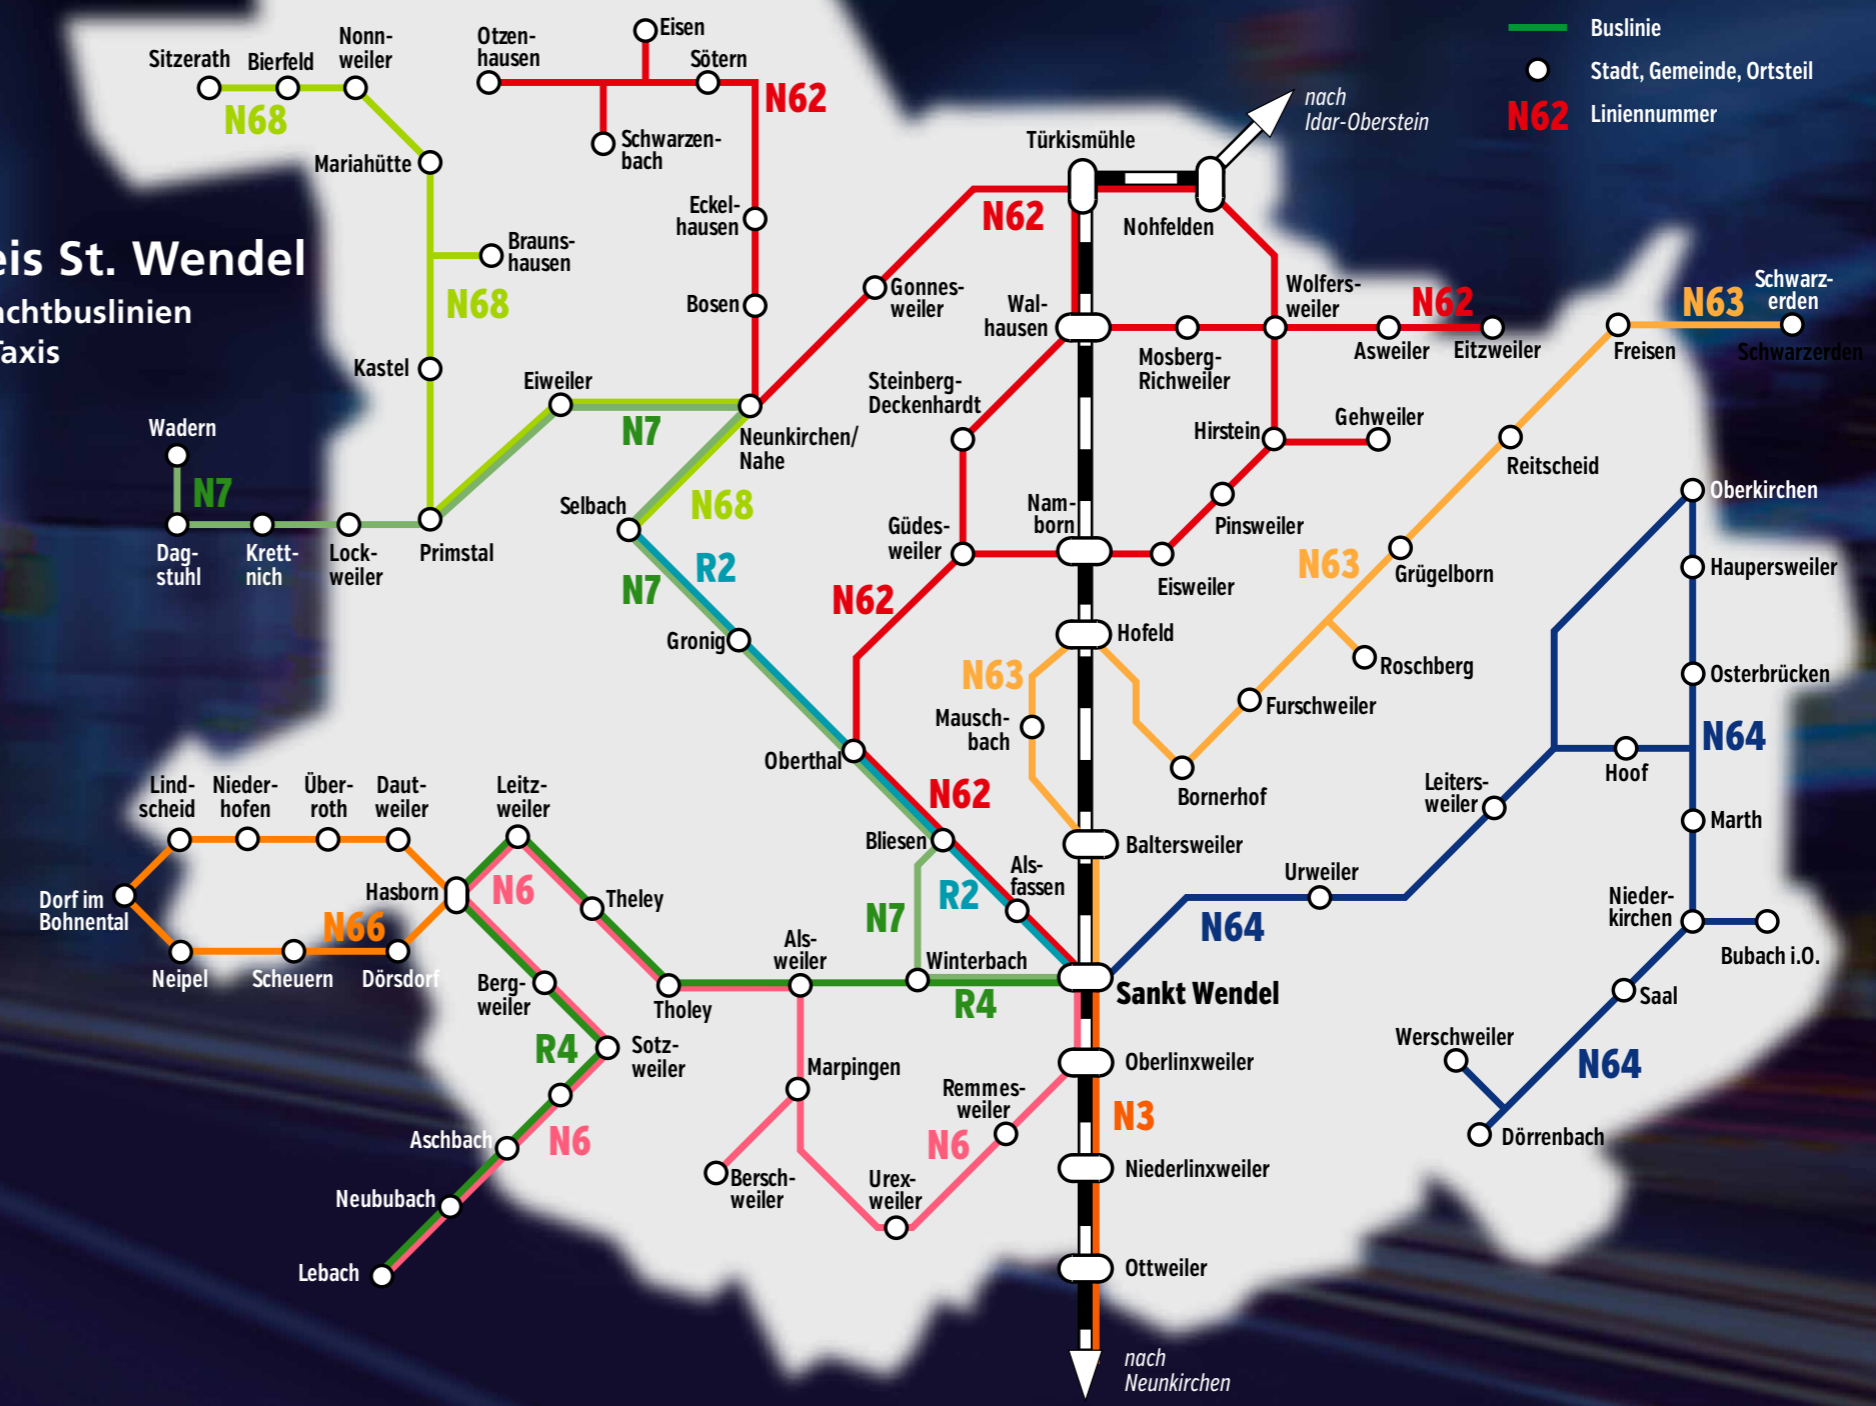 Buslinie
Stadt, Gemeinde, Ortsteil
N62 Liniennummer
eis St. Wendel
achtbuslinien
Taxis
Sitzerath
Bierfeld
Nonn-
weiler
N68
Mariahütte
Brauns-
hausen
N68
Kastel
Otzen-
hausen
Eisen
Sötern
N62
Schwarzen-
bach
Eckel-
hausen
Bosen
Eiweiler
N7
Neunkirchen/
Nahe
Wadern
N7
Dag-
stuhl
Krett-
nich
Lock-
weiler
Primstal
Selbach
N68
R2
N7
Gronig
Oberthal
nach
Idar-Oberstein
Türkismühle
N62
Nohfelden
Gonnes-
weiler
Wal-
hausen
Wolfers-
weiler
N62
Mosberg-
Richweiler
Asweiler
Eitzweiler
N63
Schwarz-
erden
Freisen
Schwarzerden
Steinberg-
Deckenhardt
Hirstein
Gehweiler
Reitscheid
Nam-
born
Pinsweiler
Güdes-
weiler
Eisweiler
N62
N63
Grügelborn
Hofeld
Roschberg
N63
Furschweiler
Mausch-
bach
Bornerhof
N62
Bliesen
Baltersweiler
Als-
fassen
R2
N7
Winterbach
R4
Sankt Wendel
Oberkirchen
Haupersweiler
Osterbrücken
N64
Hoof
Leiters-
weiler
Marth
Urweiler
N64
Nieder-
kirchen
Bubach i.O.
Saal
Werschweiler
N64
Dörrenbach
Lind-
scheid
Nieder-
hofen
Über-
roth
Daut-
weiler
Leitz-
weiler
Dorf im
Bohnental
Hasborn
N6
Theley
N66
Neipel
Scheuern
Dörsdorf
Berg-
weiler
Tholey
Als-
weiler
R4
Sotz-
weiler
Marpingen
Aschbach
N6
Neububach
Lebach
Bersch-
weiler
Urex-
weiler
Remmes-
weiler
N6
Oberlinxweiler
N3
Niederlinxweiler
Ottweiler
nach
Neunkirchen